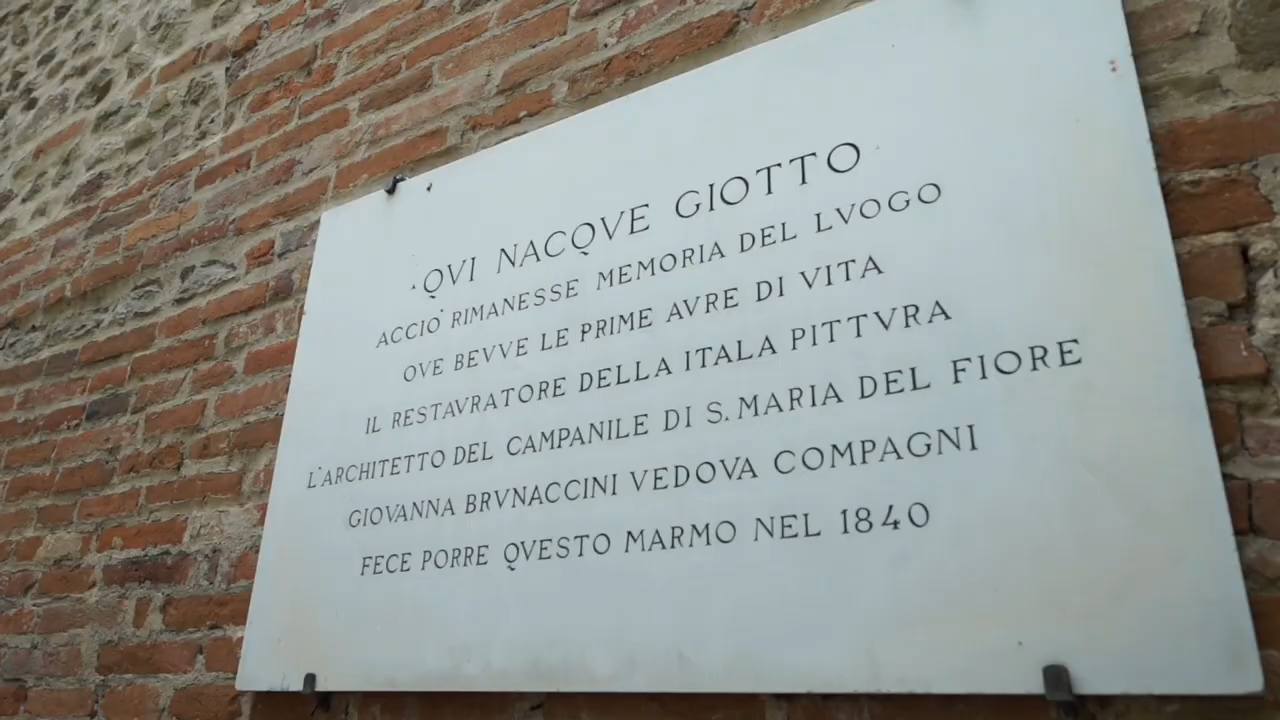 QVI NACQVE GIOTTO
ACCIO' RIMANESSE MEMORIA DEL LVOGO
OVE BEVVE LE PRIME AVRE DI VITA
IL RESTAVRATORE DELLA ITALA PITTVRA
L'ARCHITETTO DEL CAMPANILE DI S. MARIA DEL FIORE
GIOVANNA BRVNACCINI VEDOVA COMPAGNI
FECE PORRE QVESTO MARMO NEL 1840